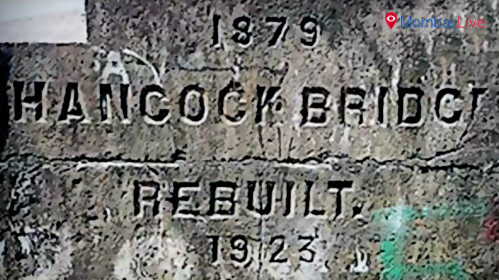 Mumbai Live
1879
HANCOCK BRIDGE
REBUILT.
1923